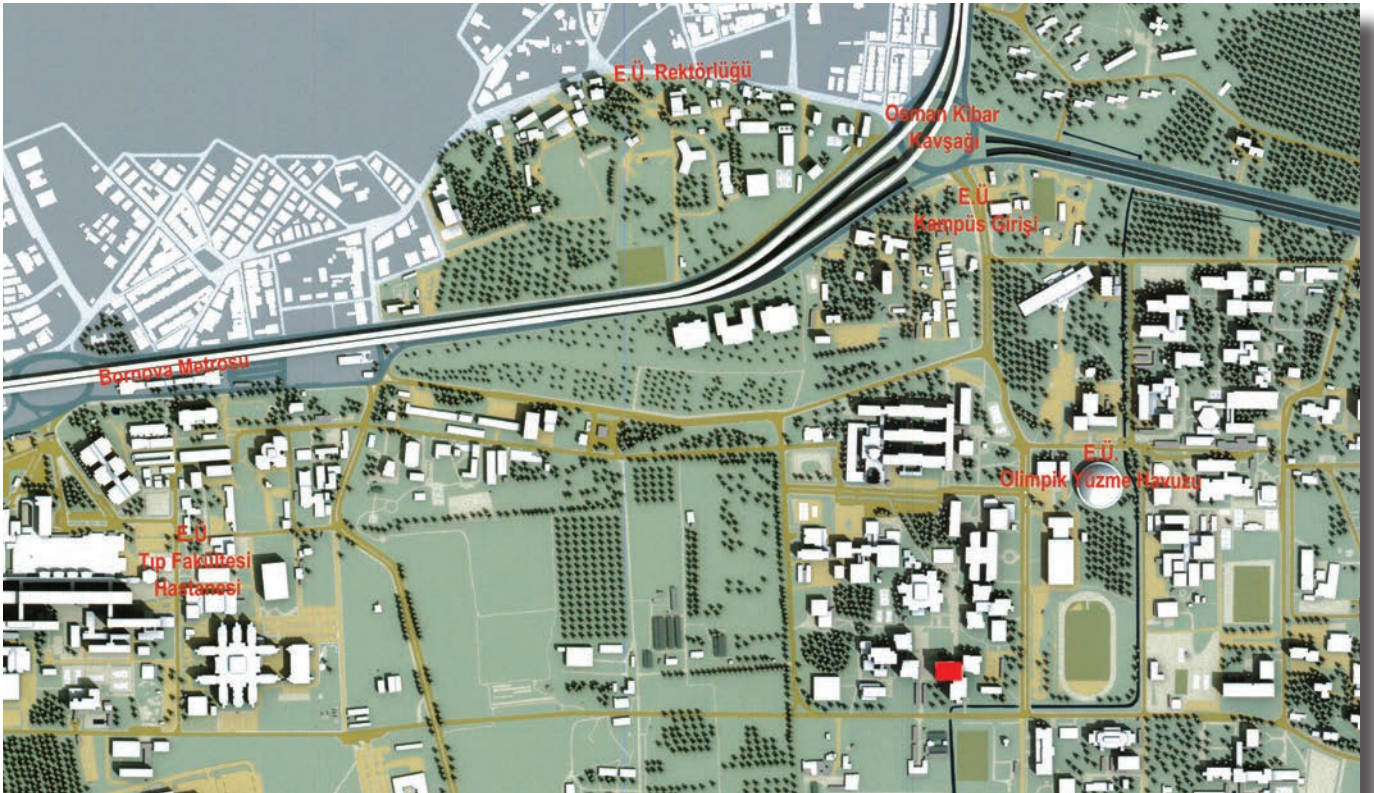 E.Ü. Rektörlüğü
Osman Kibar
Kavşağı
E.Ü.
Kampüs Girişi
Bornova Metrosu
E.Ü.
Olimpik Yüzme Havuzu
E.Ü.
Tıp Fakültesi
Hastanesi